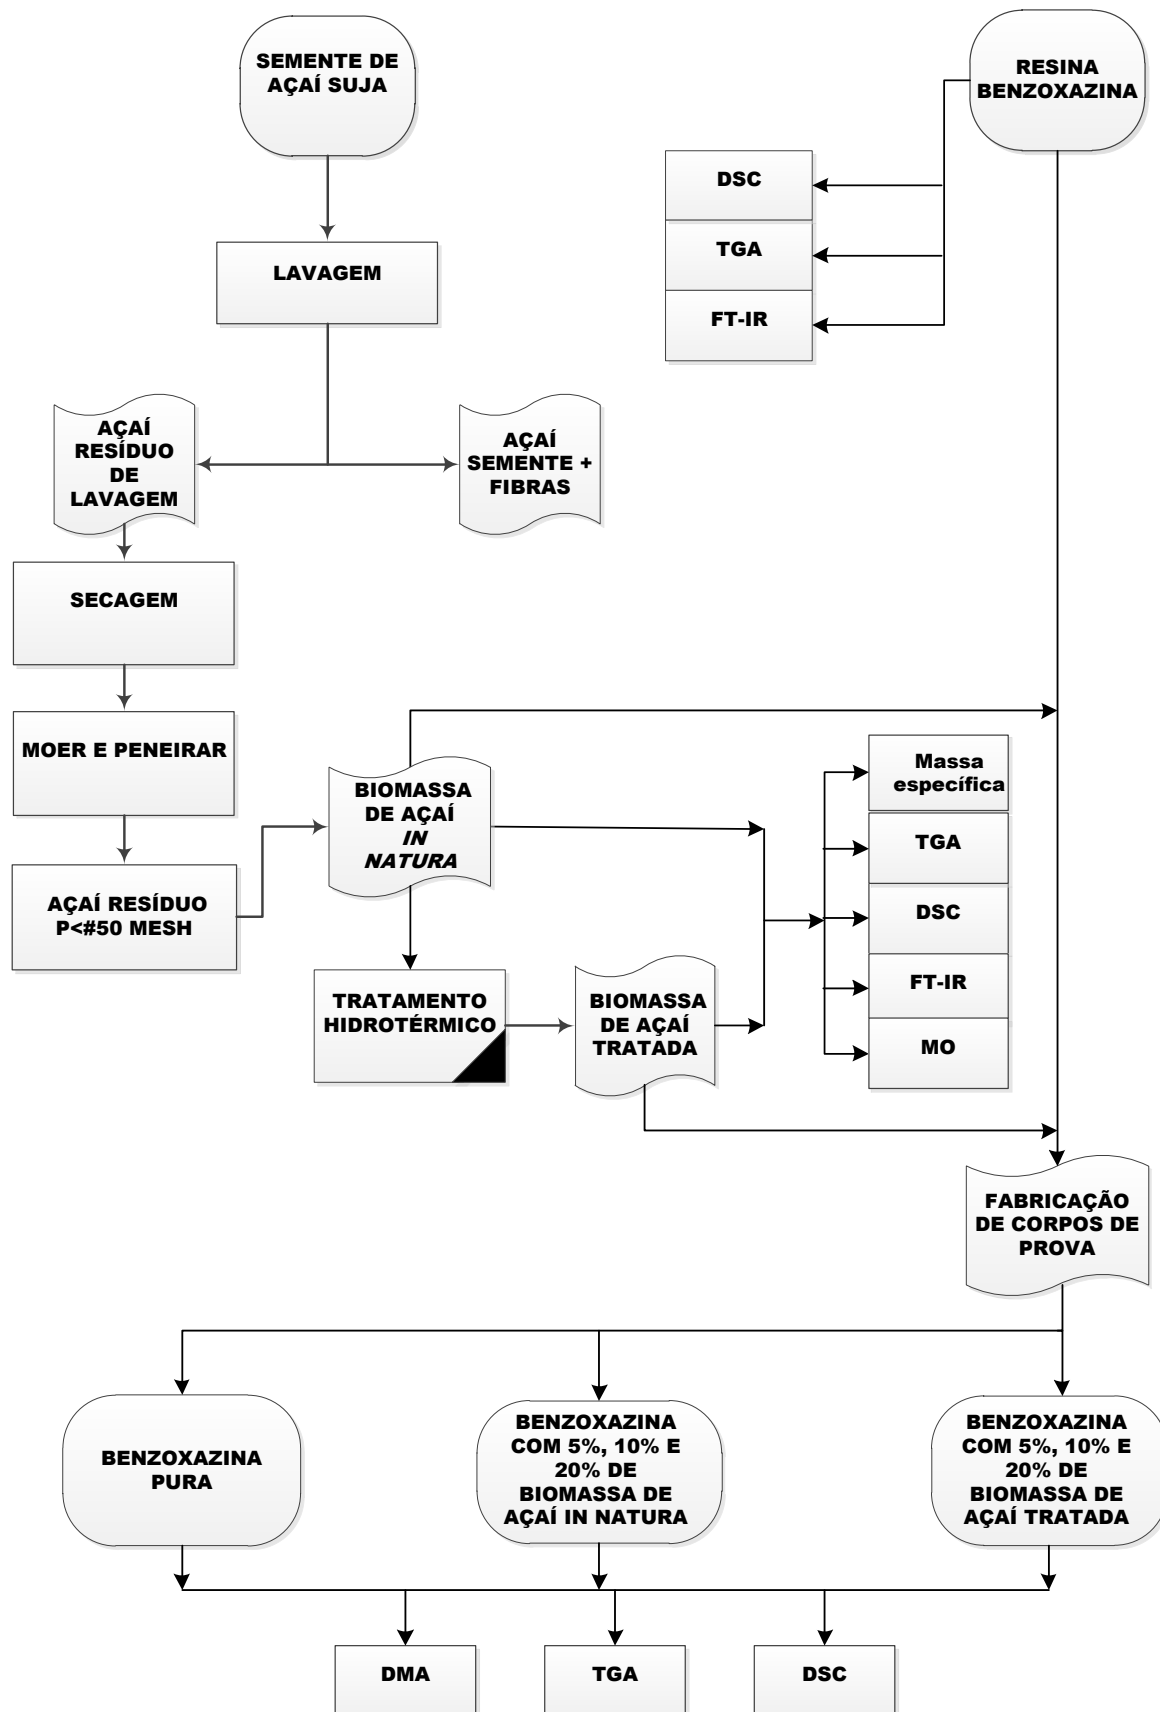 SEMENTE DE
AÇAÍ SUJA
RESINA
BENZOXAZINA
DSC
TGA
FT-IR
LAVAGEM
AÇAÍ
RESÍDUO
DE
LAVAGEM
AÇAÍ
SEMENTE +
FIBRAS
SECAGEM
MOER E PENEIRAR
AÇAÍ RESÍDUO
P<#50 MESH
BIOMASSA
DE AÇAÍ
IN
NATURA
TRATAMENTO
HIDROTÉRMICO
BIOMASSA
DE AÇAÍ
TRATADA
Massa
específica
TGA
DSC
FT-IR
MO
FABRICAÇÃO
DE CORPOS DE
PROVA
BENZOXAZINA
PURA
BENZOXAZINA
COM 5%, 10% E
20% DE
BIOMASSA DE
AÇAÍ IN NATURA
BENZOXAZINA
COM 5%, 10% E
20% DE
BIOMASSA DE
AÇAÍ TRATADA
DMA
TGA
DSC